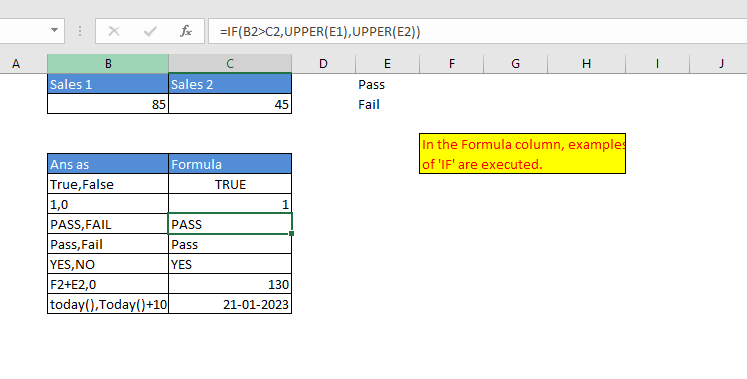 fx =IF(B2>C2,UPPER(E1),UPPER(E2))
A B C D E F G H I J
Sales 1 Sales 2 Pass
85 45 Fail
In the Formula column, examples
of 'IF' are executed.
Ans as Formula
True,False TRUE
1,0 1
PASS,FAIL PASS
Pass,Fail Pass
YES,NO YES
F2+E2,0 130
today(),Today()+10 21-01-2023